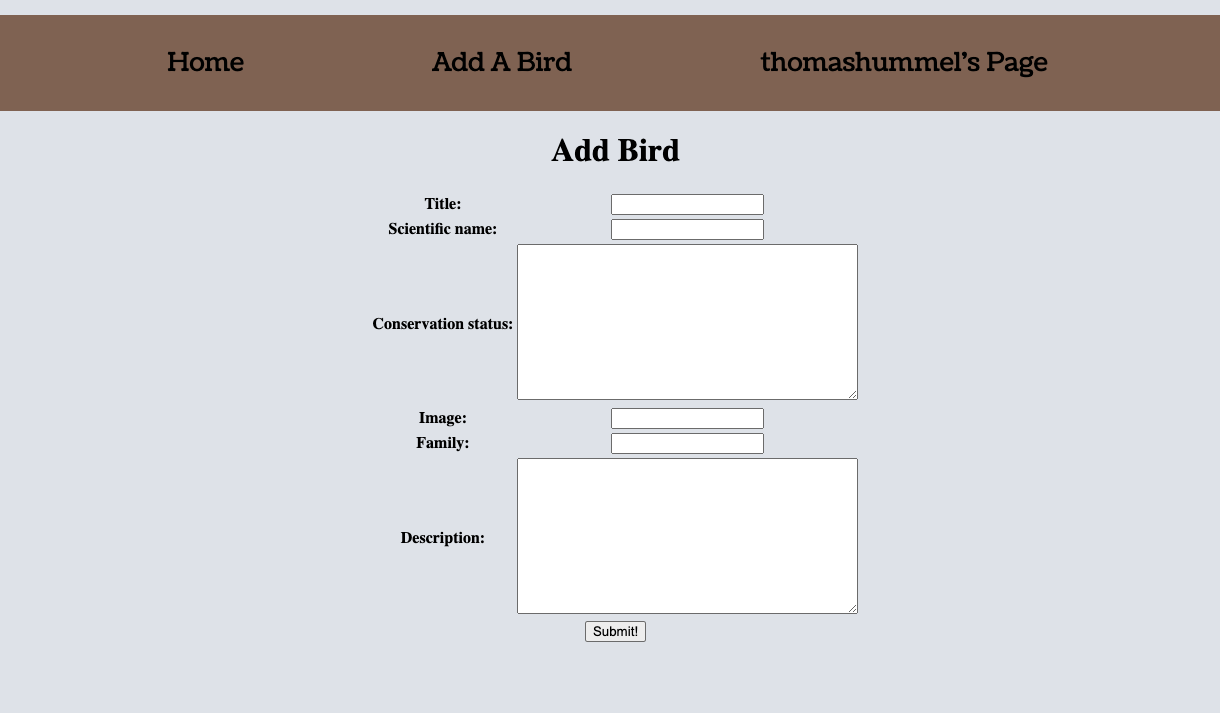 Home Add A Bird thomashummel's Page
Add Bird
Title:
Scientific name:
Conservation status:
Image:
Family:
Description:
Submit!